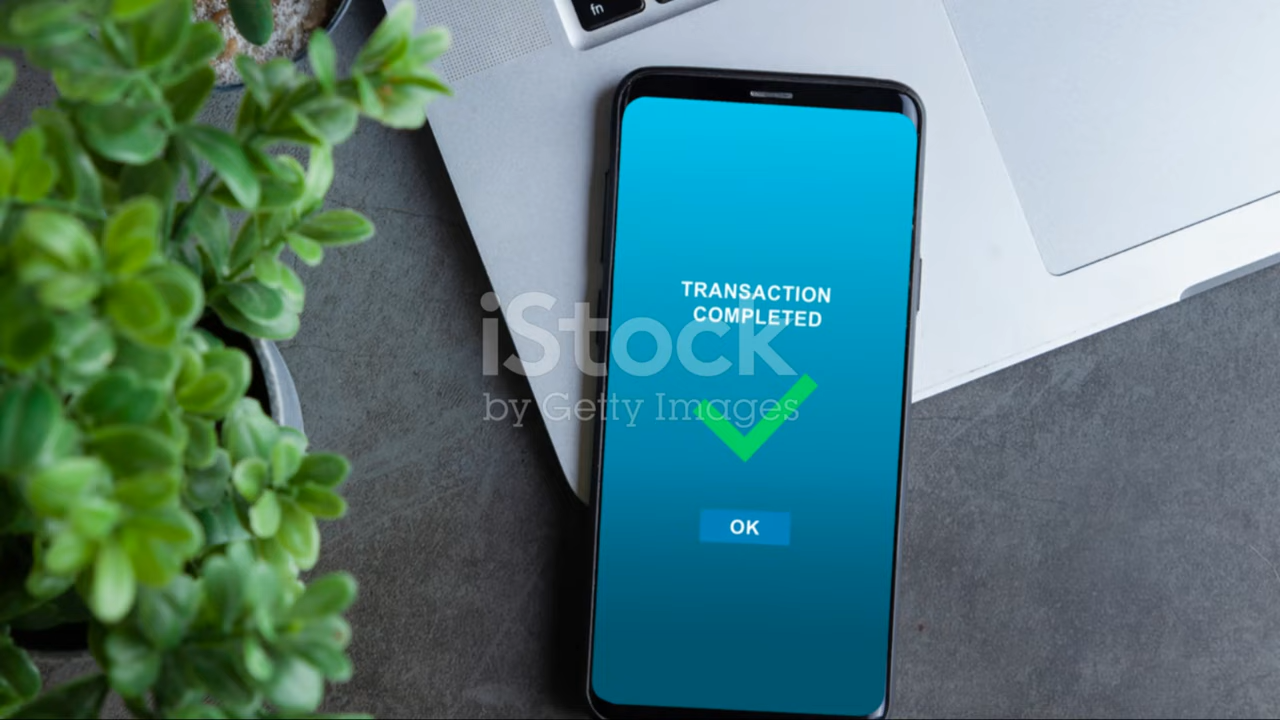 fn
TRANSACTION
COMPLETED
iStock
by Getty Images
OK